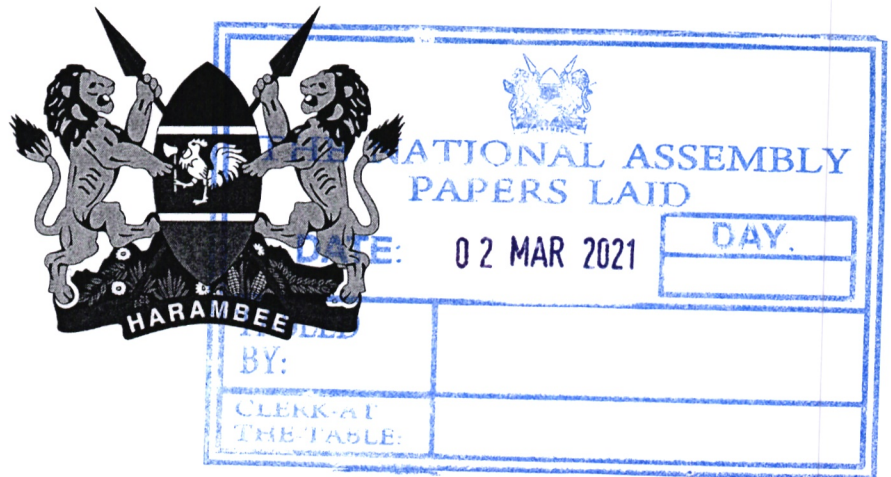 THE NATIONAL ASSEMBLY
PAPERS LAID
DATE: 02 MAR 2021
DAY.
HARAMBEE
BY:
CLERK-AT
THE-TABLE: